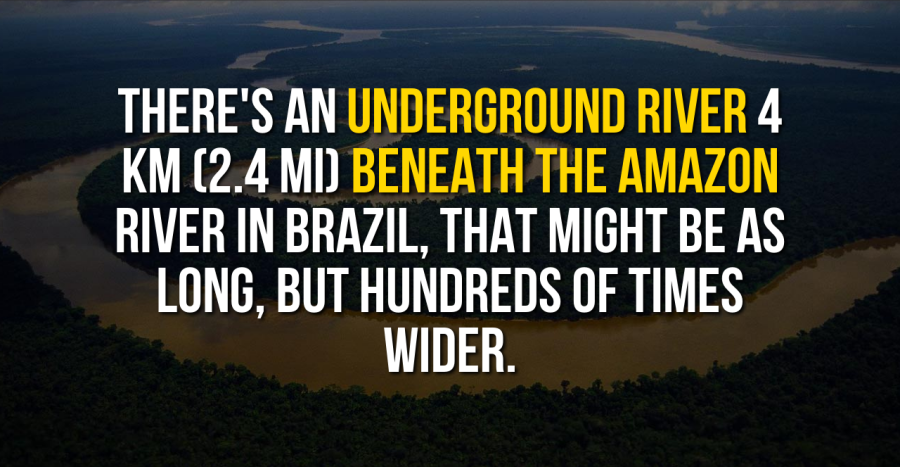 THERE'S AN UNDERGROUND RIVER 4
KM (2.4 MI) BENEATH THE AMAZON
RIVER IN BRAZIL, THAT MIGHT BE AS
LONG, BUT HUNDREDS OF TIMES
WIDER.